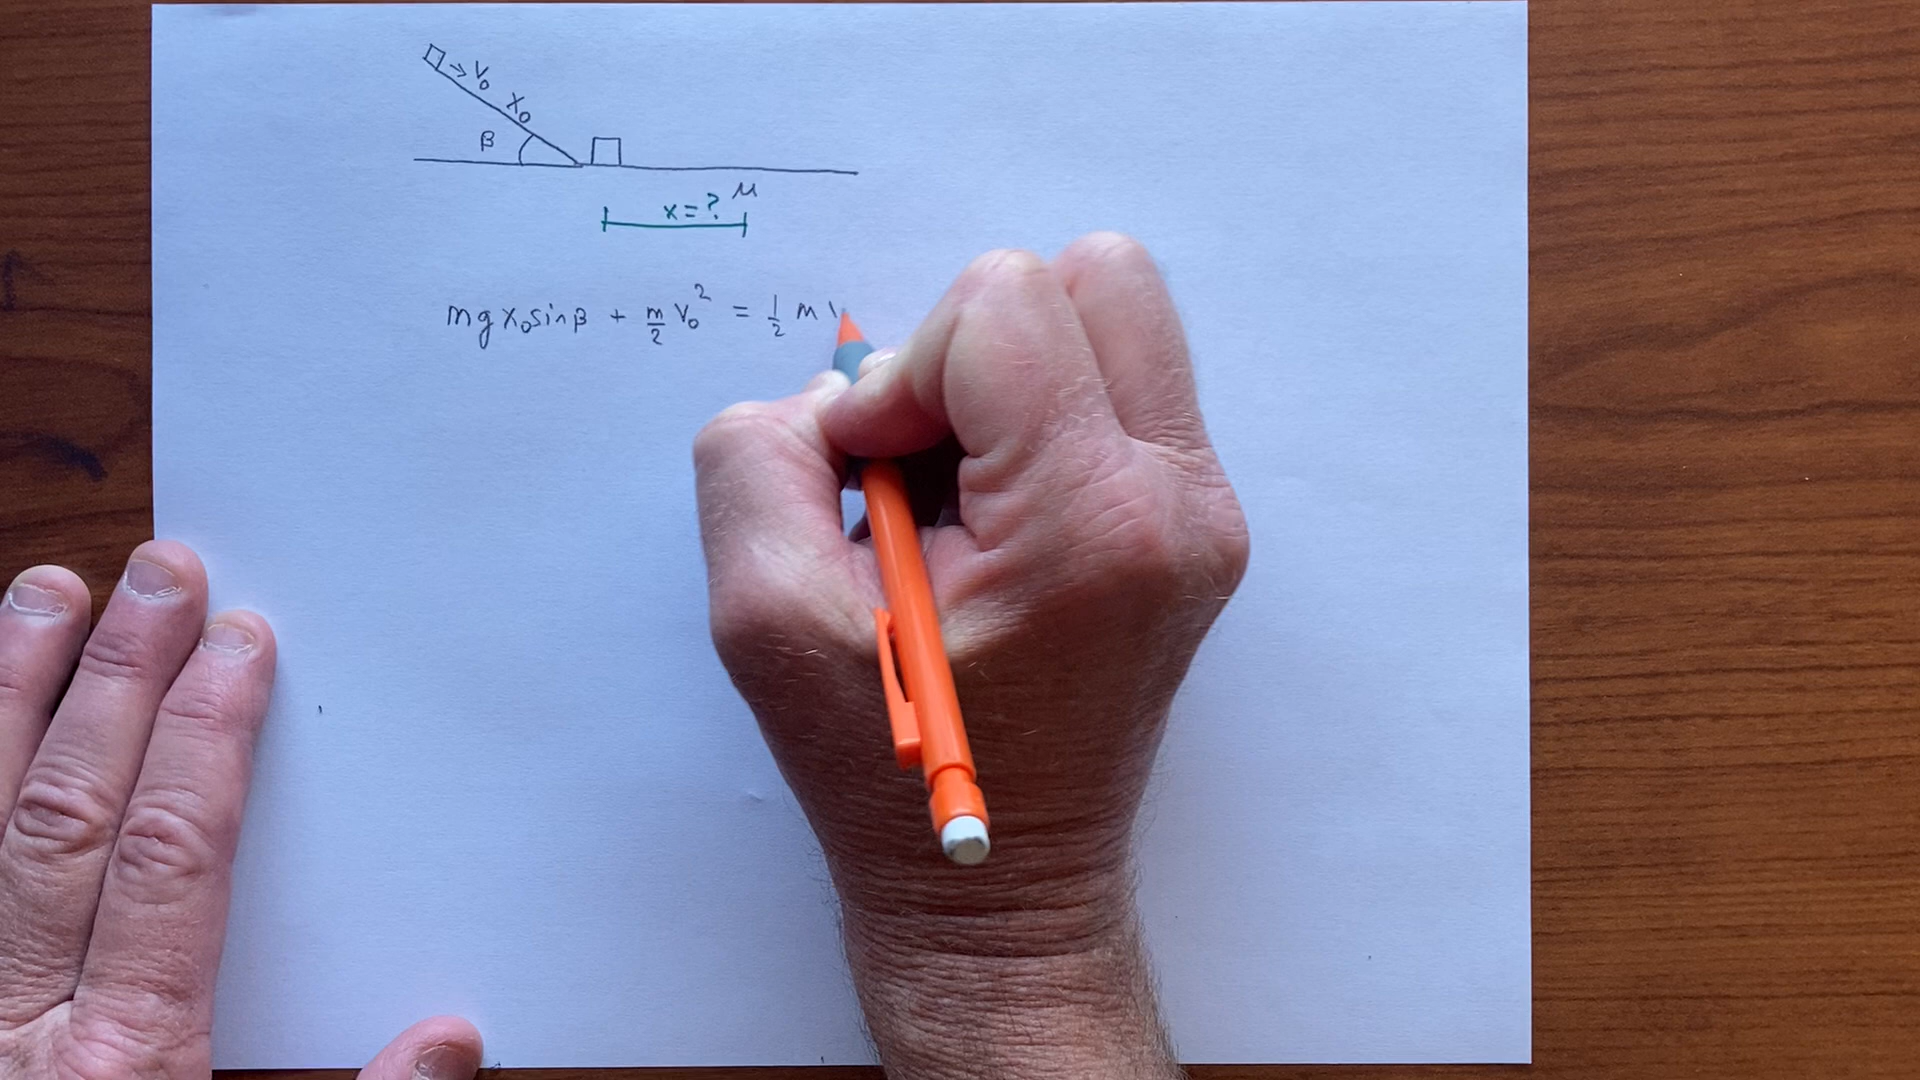 → V₀
X₀
β
μ
x = ?
mgx₀sinβ + m/2 V₀² = 1/2 m v